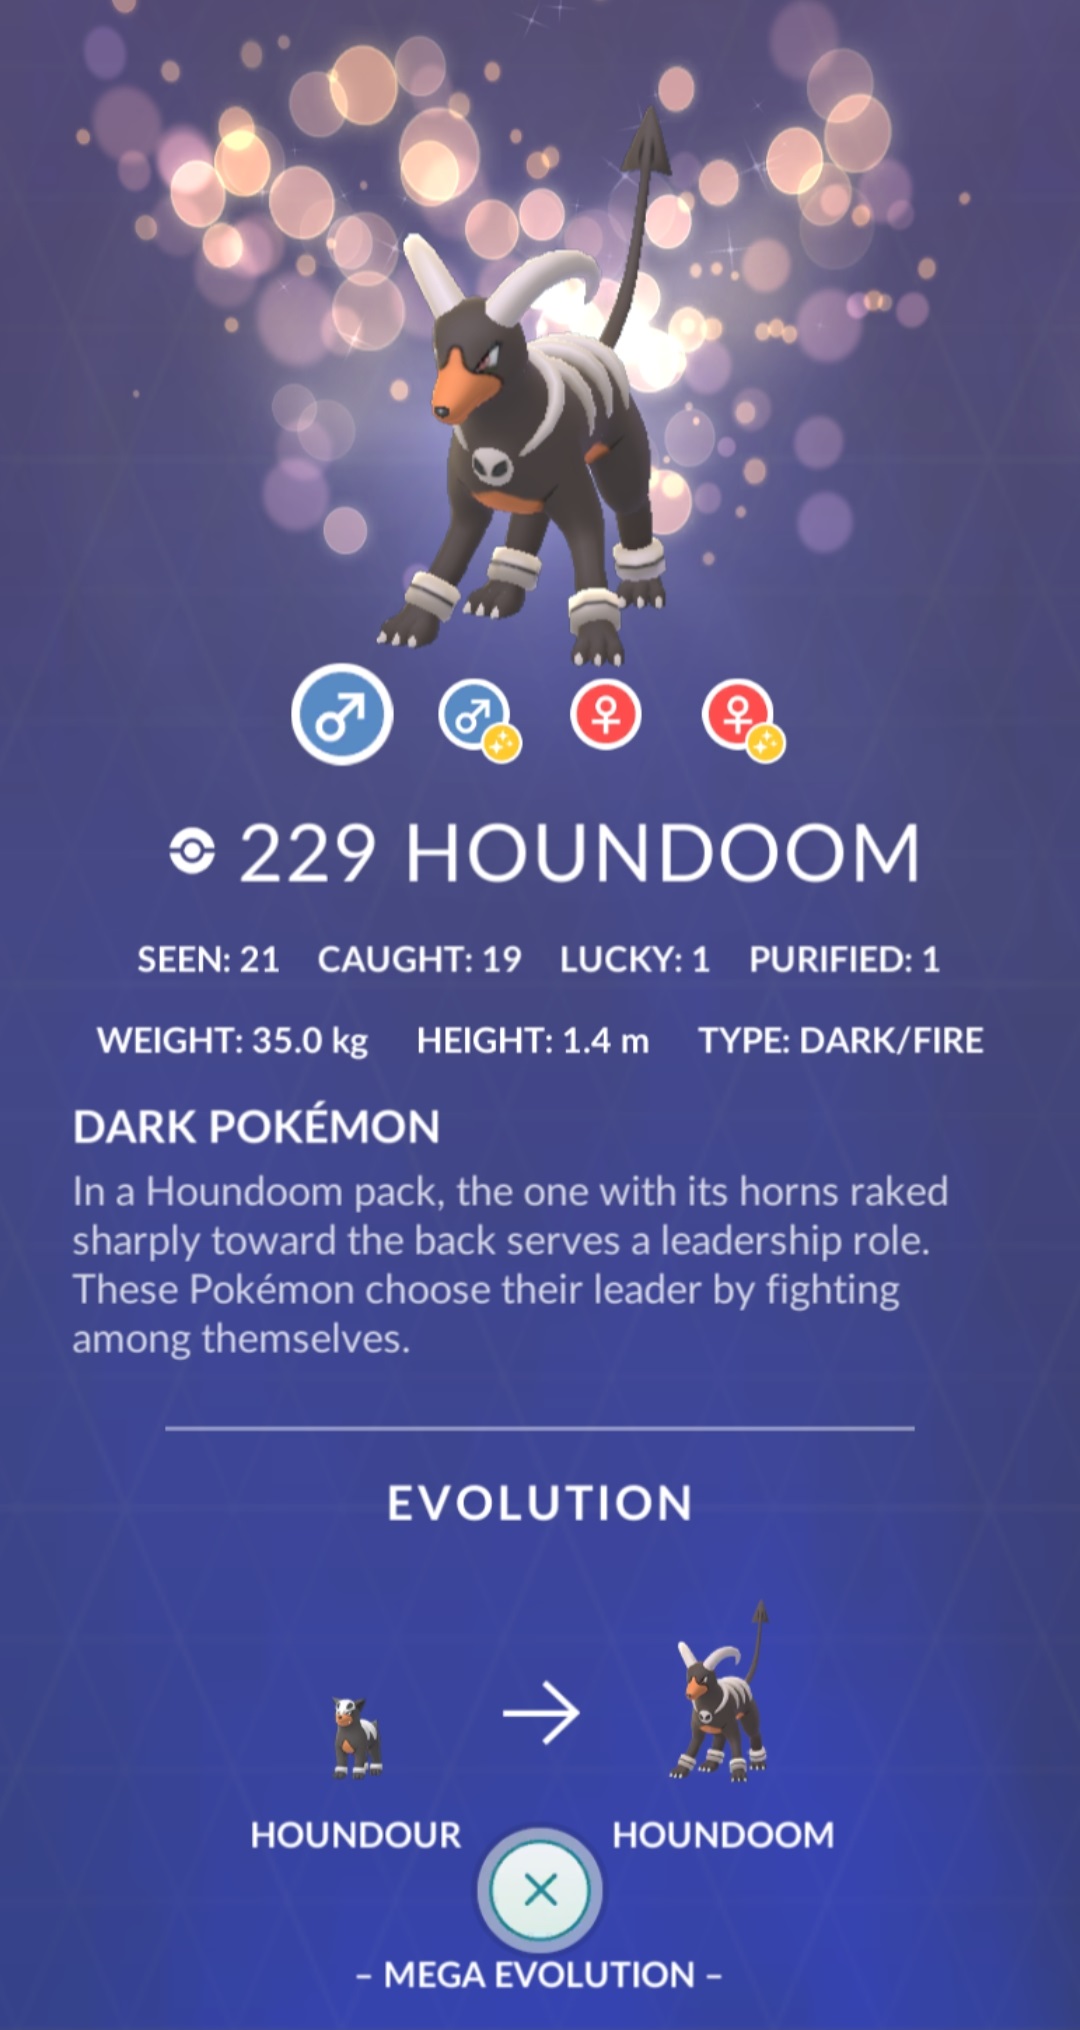 229 HOUNDOOM
SEEN: 21 CAUGHT: 19 LUCKY: 1 PURIFIED: 1
WEIGHT: 35.0 kg HEIGHT: 1.4 m TYPE: DARK/FIRE
DARK POKÉMON
In a Houndoom pack, the one with its horns raked
sharply toward the back serves a leadership role.
These Pokémon choose their leader by fighting
among themselves.
EVOLUTION
HOUNDOUR HOUNDOOM
– MEGA EVOLUTION –